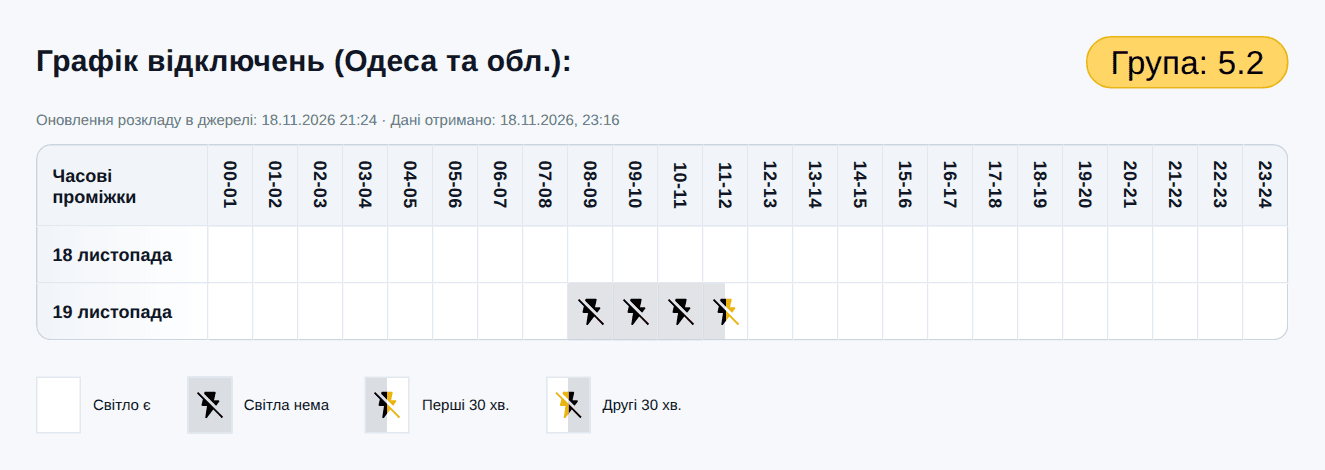 Графік відключень (Одеса та обл.):
Група: 5.2
Оновлення розкладу в джерелі: 18.11.2026 21:24 · Дані отримано: 18.11.2026, 23:16
Часові
проміжки
00-01
01-02
02-03
03-04
04-05
05-06
06-07
07-08
08-09
09-10
10-11
11-12
12-13
13-14
14-15
15-16
16-17
17-18
18-19
19-20
20-21
21-22
22-23
23-24
18 листопада
19 листопада
Світло є
Світла нема
Перші 30 хв.
Другі 30 хв.